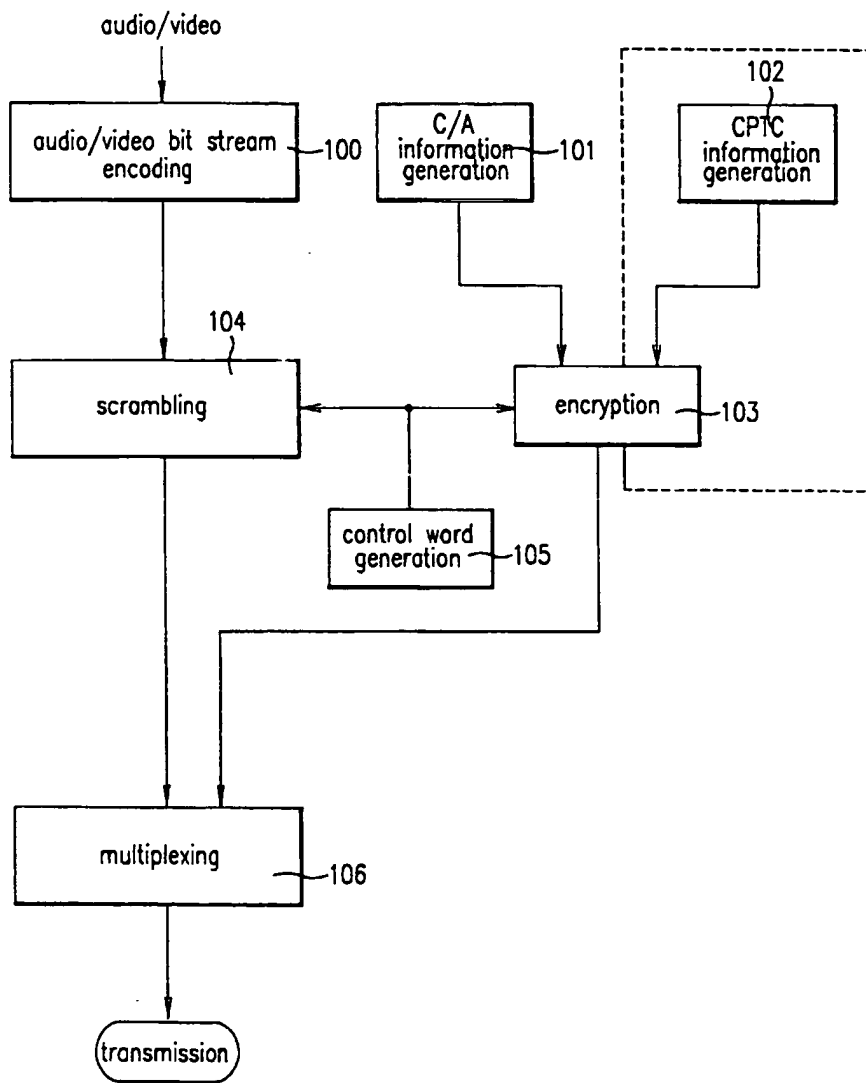 audio/video
audio/video bit stream
encoding
100
C/A
information
generation
101
102
CPTC
information
generation
104
scrambling
encryption
103
control word
generation
105
multiplexing
106
transmission